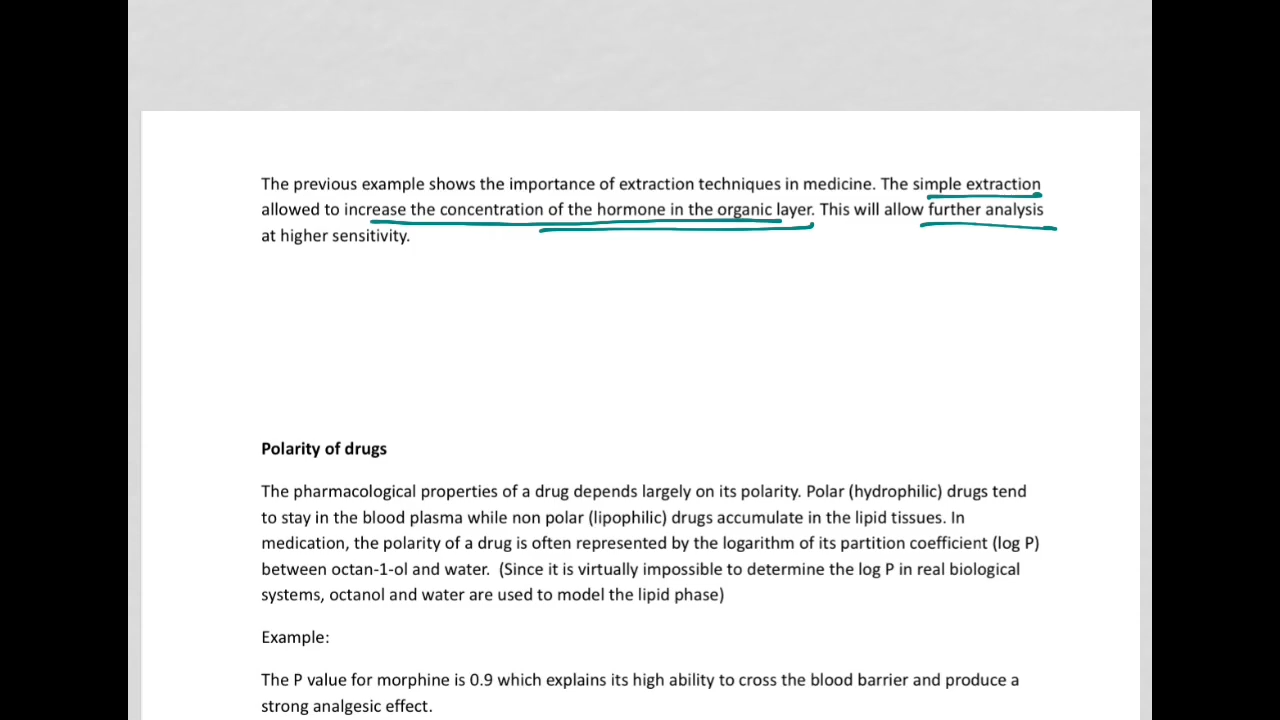 The previous example shows the importance of extraction techniques in medicine. The simple extraction
allowed to increase the concentration of the hormone in the organic layer. This will allow further analysis
at higher sensitivity.
Polarity of drugs
The pharmacological properties of a drug depends largely on its polarity. Polar (hydrophilic) drugs tend
to stay in the blood plasma while non polar (lipophilic) drugs accumulate in the lipid tissues. In
medication, the polarity of a drug is often represented by the logarithm of its partition coefficient (log P)
between octan-1-ol and water.  (Since it is virtually impossible to determine the log P in real biological
systems, octanol and water are used to model the lipid phase)
Example:
The P value for morphine is 0.9 which explains its high ability to cross the blood barrier and produce a
strong analgesic effect.